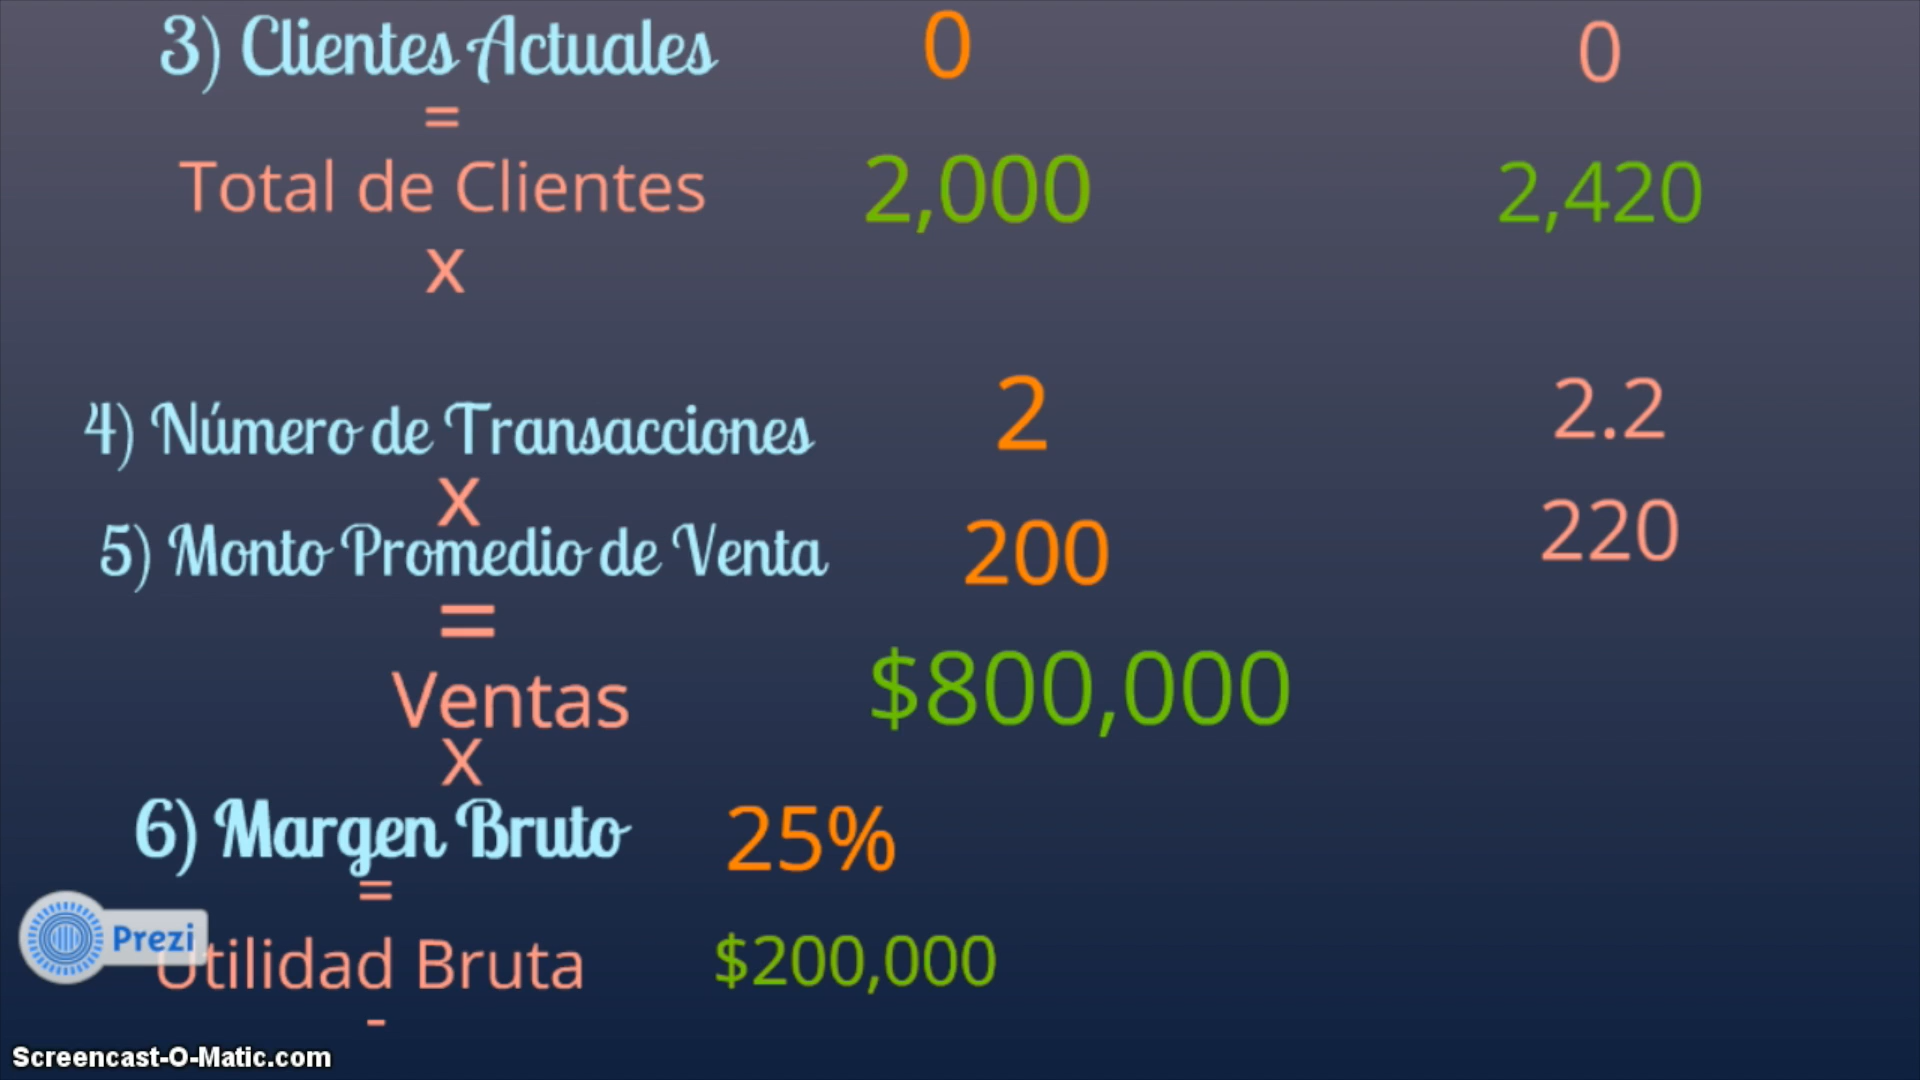 3) Clientes Actuales 0 0
=
Total de Clientes 2,000 2,420
x
4) Número de Transacciones 2 2.2
x
5) Monto Promedio de Venta 200 220
=
Ventas $800,000
x
6) Margen Bruto 25%
=
Prezi
Utilidad Bruta $200,000
-
Screencast-O-Matic.com